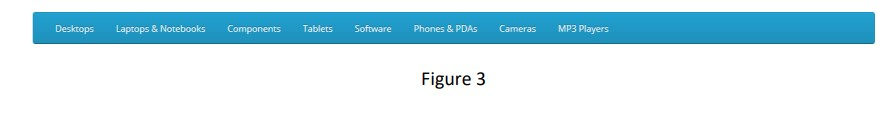 Desktops Laptops & Notebooks Components Tablets Software Phones & PDAs Cameras MP3 Players
Figure 3